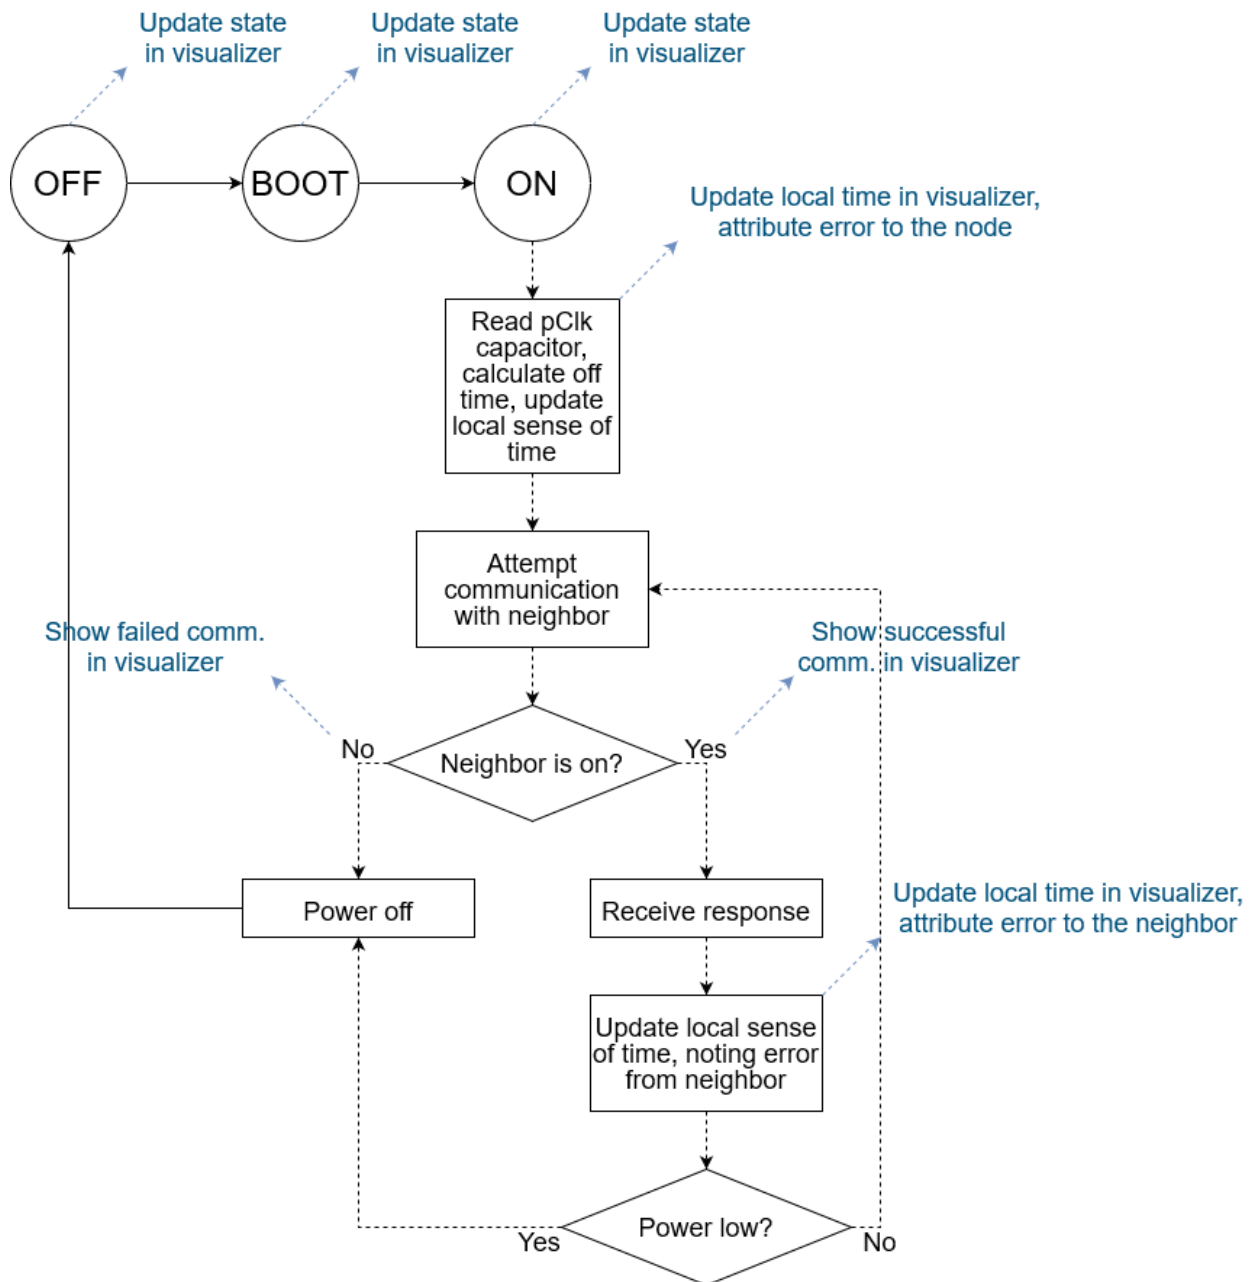 Update state
in visualizer
Update state
in visualizer
Update state
in visualizer
OFF
BOOT
ON
Update local time in visualizer,
attribute error to the node
Read pClk
capacitor,
calculate off
time, update
local sense of
time
Attempt
communication
with neighbor
Show failed comm.
in visualizer
Show successful
comm. in visualizer
No
Neighbor is on?
Yes
Power off
Receive response
Update local time in visualizer,
attribute error to the neighbor
Update local sense
of time, noting error
from neighbor
Power low?
Yes
No